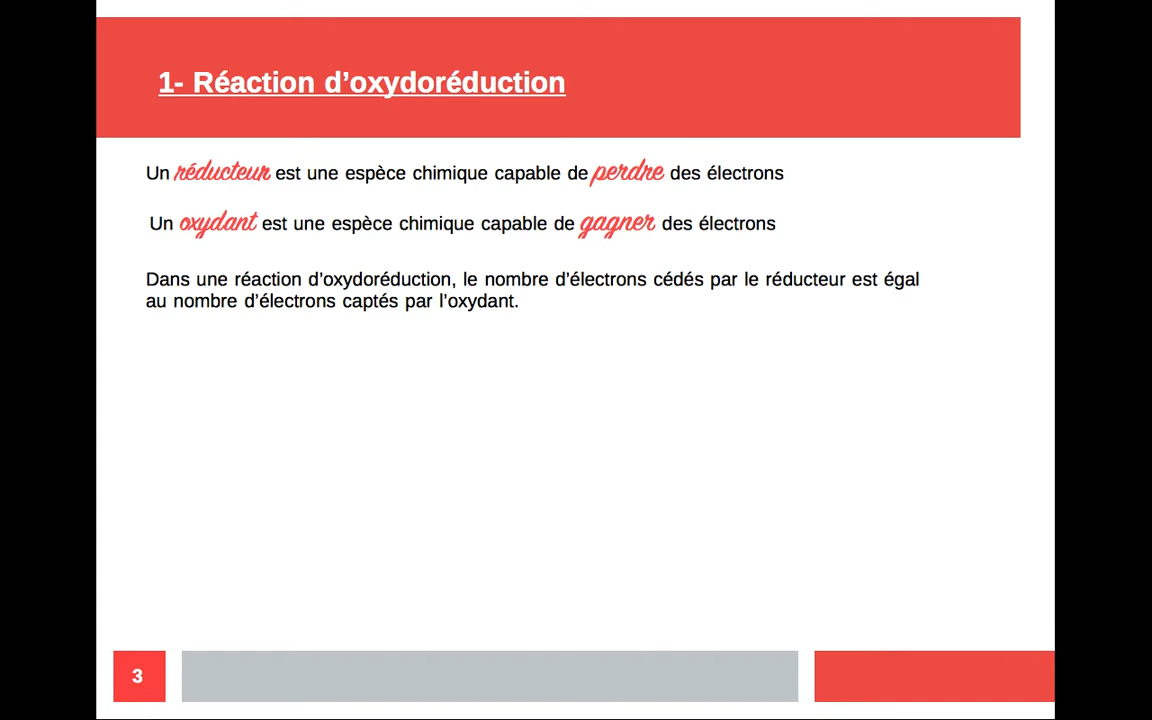 1- Réaction d’oxydoréduction
Un réducteur est une espèce chimique capable de perdre des électrons
Un oxydant est une espèce chimique capable de gagner des électrons
Dans une réaction d’oxydoréduction, le nombre d’électrons cédés par le réducteur est égal
au nombre d’électrons captés par l’oxydant.
3